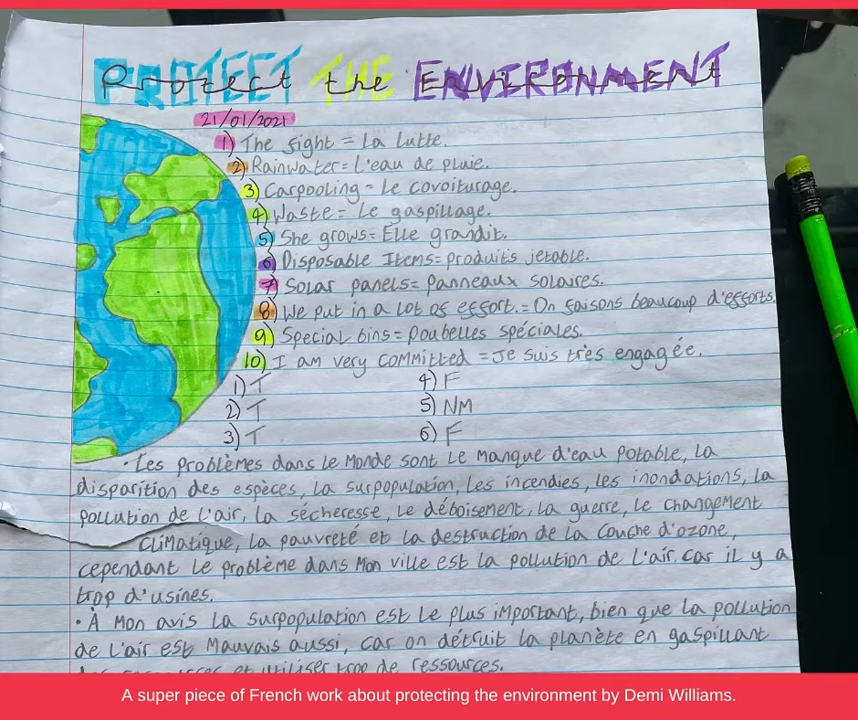 PROTECT THE ENVIRONMENT
Protect the Environment
21/01/2021
1) The fight = La lutte.
2) Rainwater = L'eau de pluie.
3) Carpooling = Le covoiturage.
4) Waste = Le gaspillage.
5) She grows = Elle grandit.
6) Disposable Items = produits jetable.
7) Solar panels = Panneaux solaires.
8) We put in a lot of effort. = On faisons beaucoup d'efforts.
9) Special bins = Poubelles spéciales.
10) I am very committed = Je suis très engagée.
1) T 4) F
2) T 5) NM
3) T 6) F
• Les problèmes dans le Monde sont le manque d'eau potable, la
disparition des espèces, la surpopulation, les incendies, les inondations, la
pollution de l'air, la sécheresse, le déboisement, la guerre, le changement
climatique, la pauvreté et la destruction de la couche d'ozone,
cependant le problème dans Mon ville est la pollution de l'air. car il y a
trop d'usines.
• À Mon avis la surpopulation est le plus important, bien que la pollution
de l'air est Mauvais aussi, car on détruit la planète en gaspillant
et utiliser trop de ressources.
A super piece of French work about protecting the environment by Demi Williams.